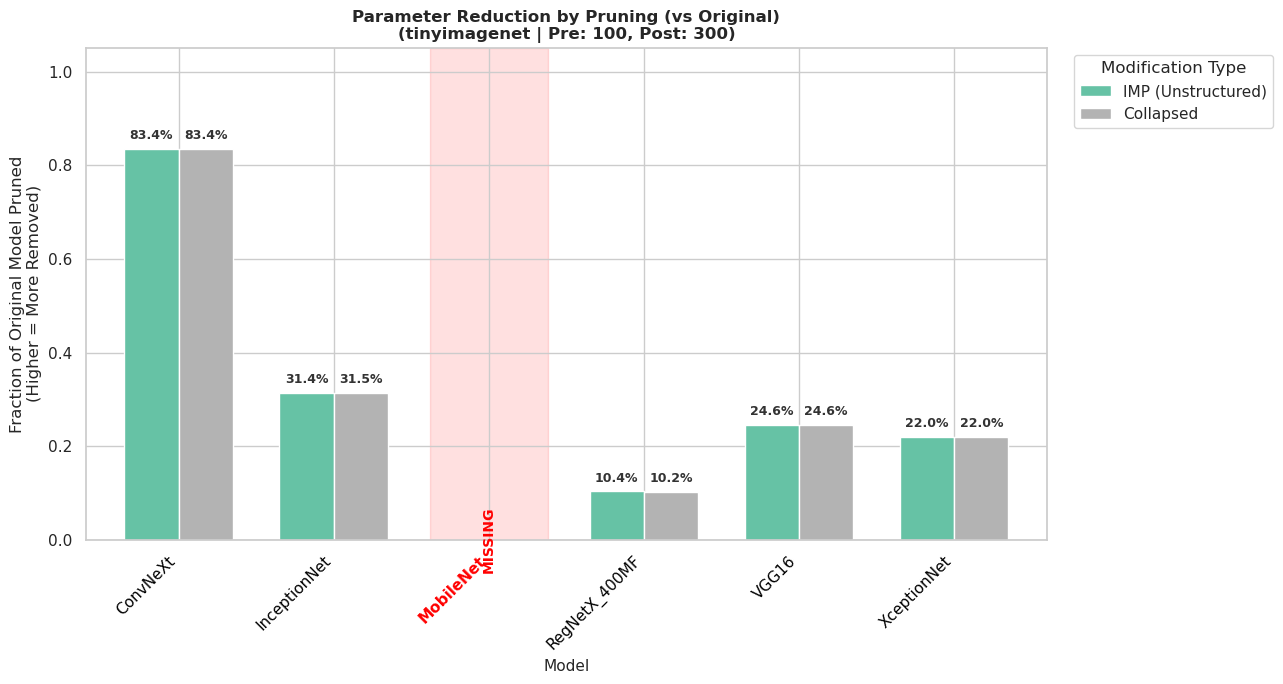 Parameter Reduction by Pruning (vs Original)
(tinyimagenet | Pre: 100, Post: 300)
Fraction of Original Model Pruned
(Higher = More Removed)
1.0
0.8
0.6
0.4
0.2
0.0
83.4%
83.4%
31.4%
31.5%
MISSING
10.4%
10.2%
24.6%
24.6%
22.0%
22.0%
ConvNeXt
InceptionNet
MobileNet
RegNetX_400MF
VGG16
XceptionNet
Model
Modification Type
IMP (Unstructured)
Collapsed